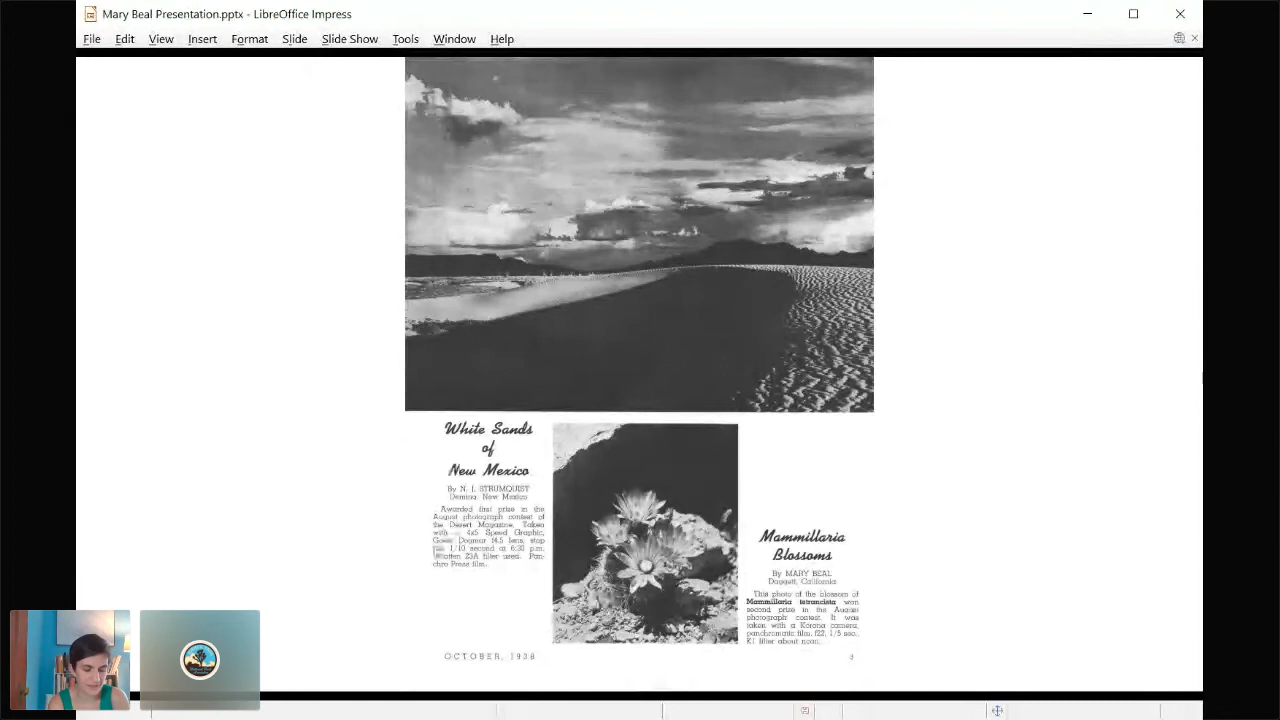 Mary Beal Presentation.pptx - LibreOffice Impress
File Edit View Insert Format Slide Slide Show Tools Window Help
White Sands
of
New Mexico
By N. J. STRUMQUIST
Deming, New Mexico
Awarded first prize in the
August photograph contest of
the Desert Magazine. Taken
with 4x5 Speed Graphic,
Dogmar f4.5 lens, stop
1/10 second at 6:30 p.m.
Wratten 23A filter used. Pan-
chro Press film.
Mammillaria
Blossoms
By MARY BEAL
Daggett, California
This photo of the blossom of
Mammillaria tetrancista won
second prize in the August
photograph contest. It was
taken with a Korona camera,
panchromatic film, f22, 1/5 sec.,
K1 filter about noon.
OCTOBER, 1938